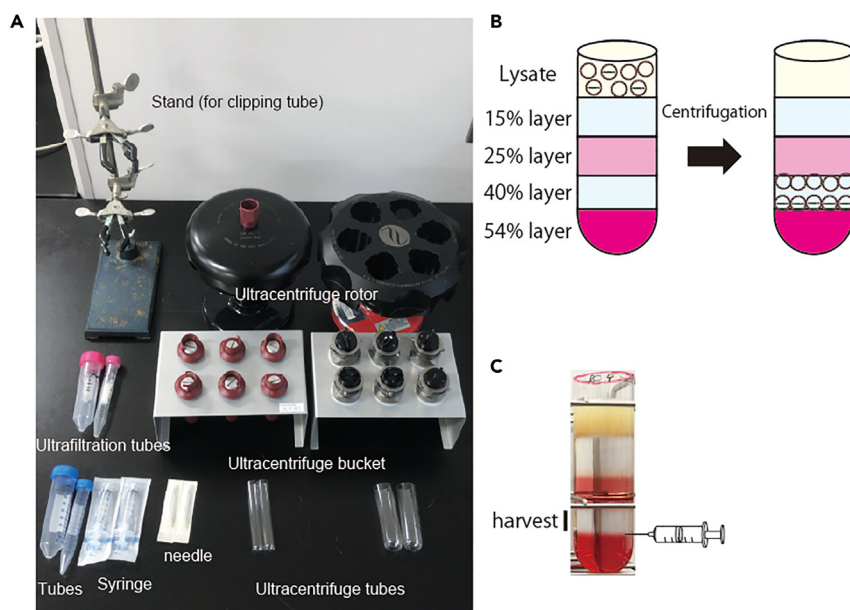 A
Stand (for clipping tube)
Ultracentrifuge rotor
Ultrafiltration tubes
Ultracentrifuge bucket
needle
Tubes
Syringe
Ultracentrifuge tubes
B
Lysate
15% layer
25% layer
40% layer
54% layer
Centrifugation
C
harvest